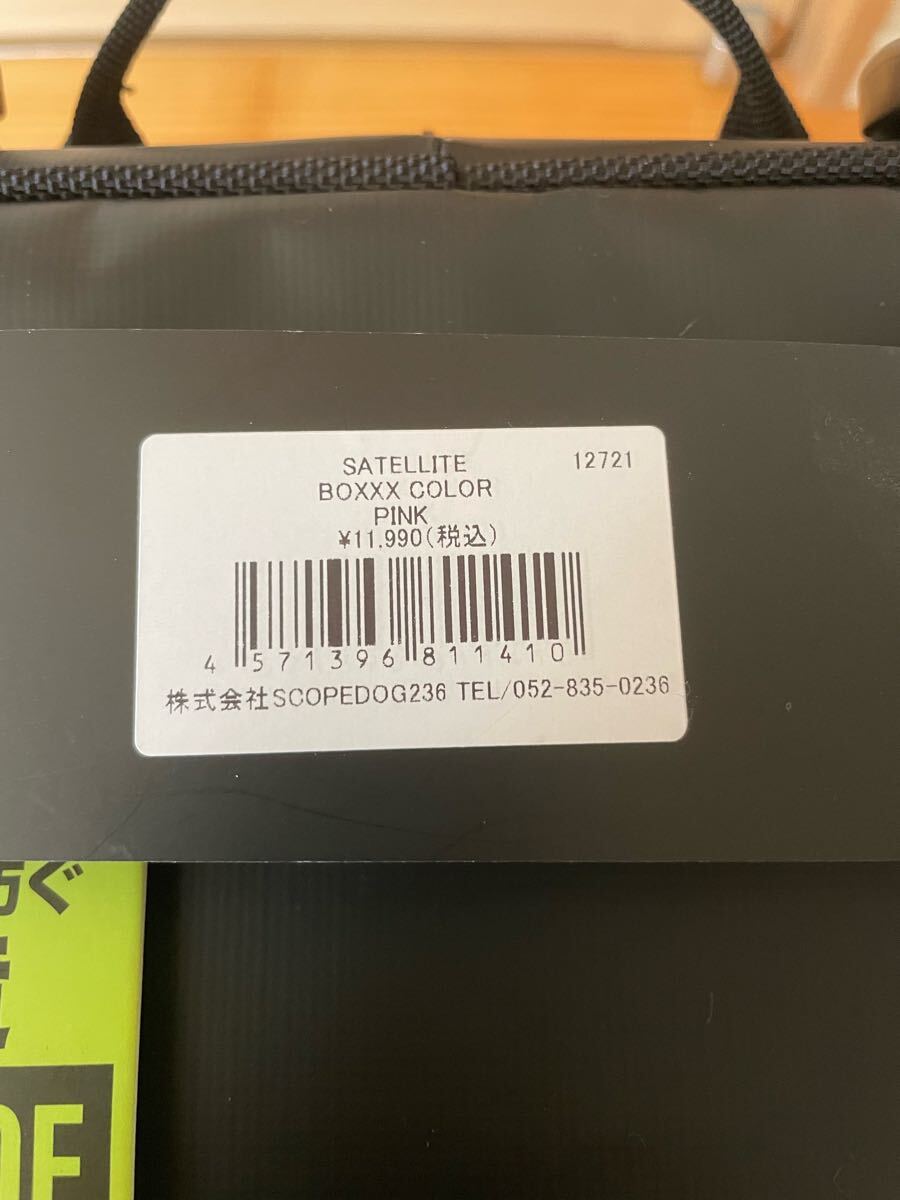 SATELLITE 12721
BOXXX COLOR
PINK
¥11,990(税込)
4 571396 811410
株式会社SCOPEDOG236 TEL/052-835-0236
ぐ